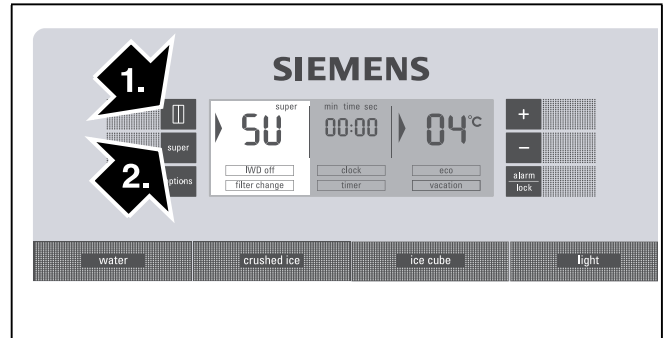 1.
SIEMENS
super min time sec
SU 00:00 04°C +
super −
IWD off clock eco alarm
lock
2. options filter change timer vacation
water crushed ice ice cube light